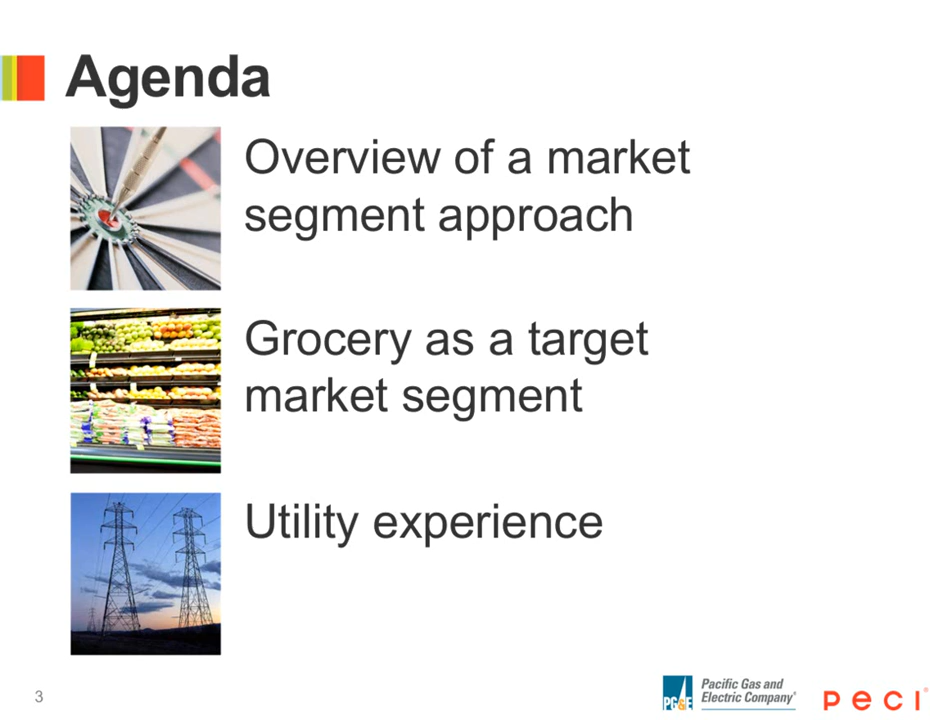 Agenda
Overview of a market
segment approach
Grocery as a target
market segment
Utility experience
3
PG&E
Pacific Gas and
Electric Company®
peci®